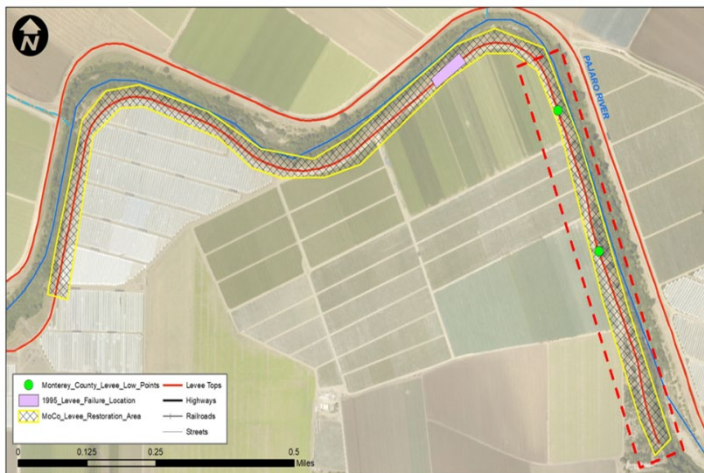 N
PAJARO RIVER
Monterey_County_Levee_Low_Points
1995_Levee_Failure_Location
MoCo_Levee_Restoration_Area
Levee Tops
Highways
Railroads
Streets
0 0.125 0.25 0.5
Miles